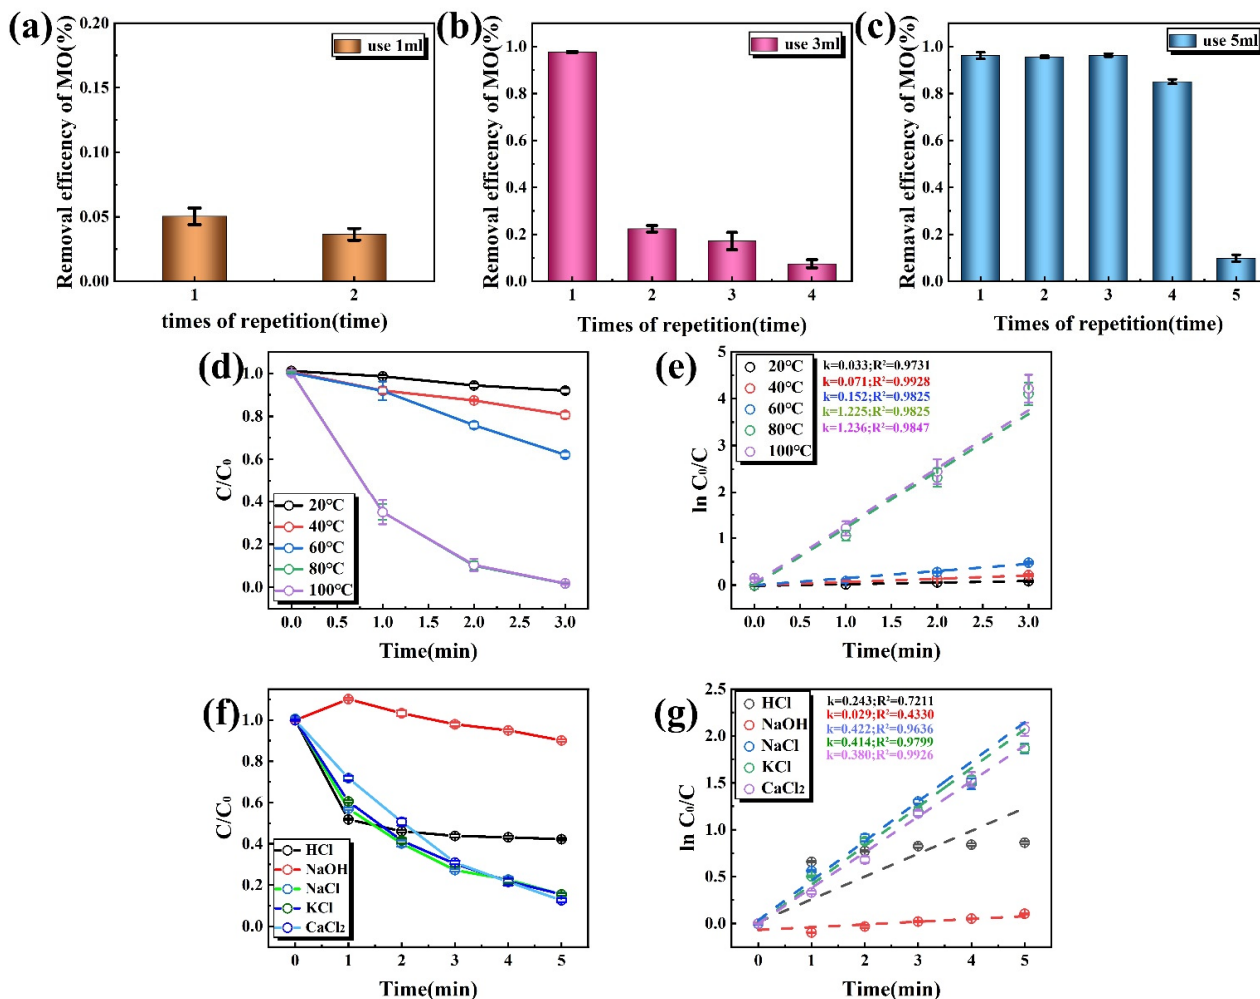 (a)
Removal efficency of MO(%)
0.20
0.15
0.10
0.05
0.00
use 1ml
1 2
times of repetition(time)
(b)
Removal efficency of MO(%)
1.0
0.8
0.6
0.4
0.2
0.0
use 3ml
1 2 3 4
Times of repetition(time)
(c)
Remaval efficency of MO(%)
1.0
0.8
0.6
0.4
0.2
0.0
use 5ml
1 2 3 4 5
Times of repetition(time)
(d)
C/C₀
1.0
0.8
0.6
0.4
0.2
0.0
20°C
40°C
60°C
80°C
100°C
0.0 0.5 1.0 1.5 2.0 2.5 3.0
Time(min)
(e)
ln C₀/C
5
4
3
2
1
0
20°C
40°C
60°C
80°C
100°C
k=0.033;R²=0.9731
k=0.071;R²=0.9928
k=0.152;R²=0.9825
k=1.225;R²=0.9825
k=1.236;R²=0.9847
0.0 0.5 1.0 1.5 2.0 2.5 3.0
Time(min)
(f)
C/C₀
1.0
0.8
0.6
0.4
0.2
0.0
HCl
NaOH
NaCl
KCl
CaCl₂
0 1 2 3 4 5
Time(min)
(g)
ln C₀/C
2.5
2.0
1.5
1.0
0.5
0.0
HCl
NaOH
NaCl
KCl
CaCl₂
k=0.243;R²=0.7211
k=0.029;R²=0.4330
k=0.422;R²=0.9636
k=0.414;R²=0.9799
k=0.380;R²=0.9926
0 1 2 3 4 5
Time(min)